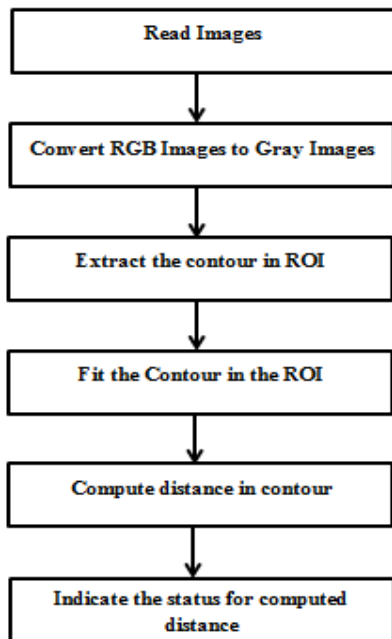 Read Images
Convert RGB Images to Gray Images
Extract the contour in ROI
Fit the Contour in the ROI
Compute distance in contour
Indicate the status for computed
distance